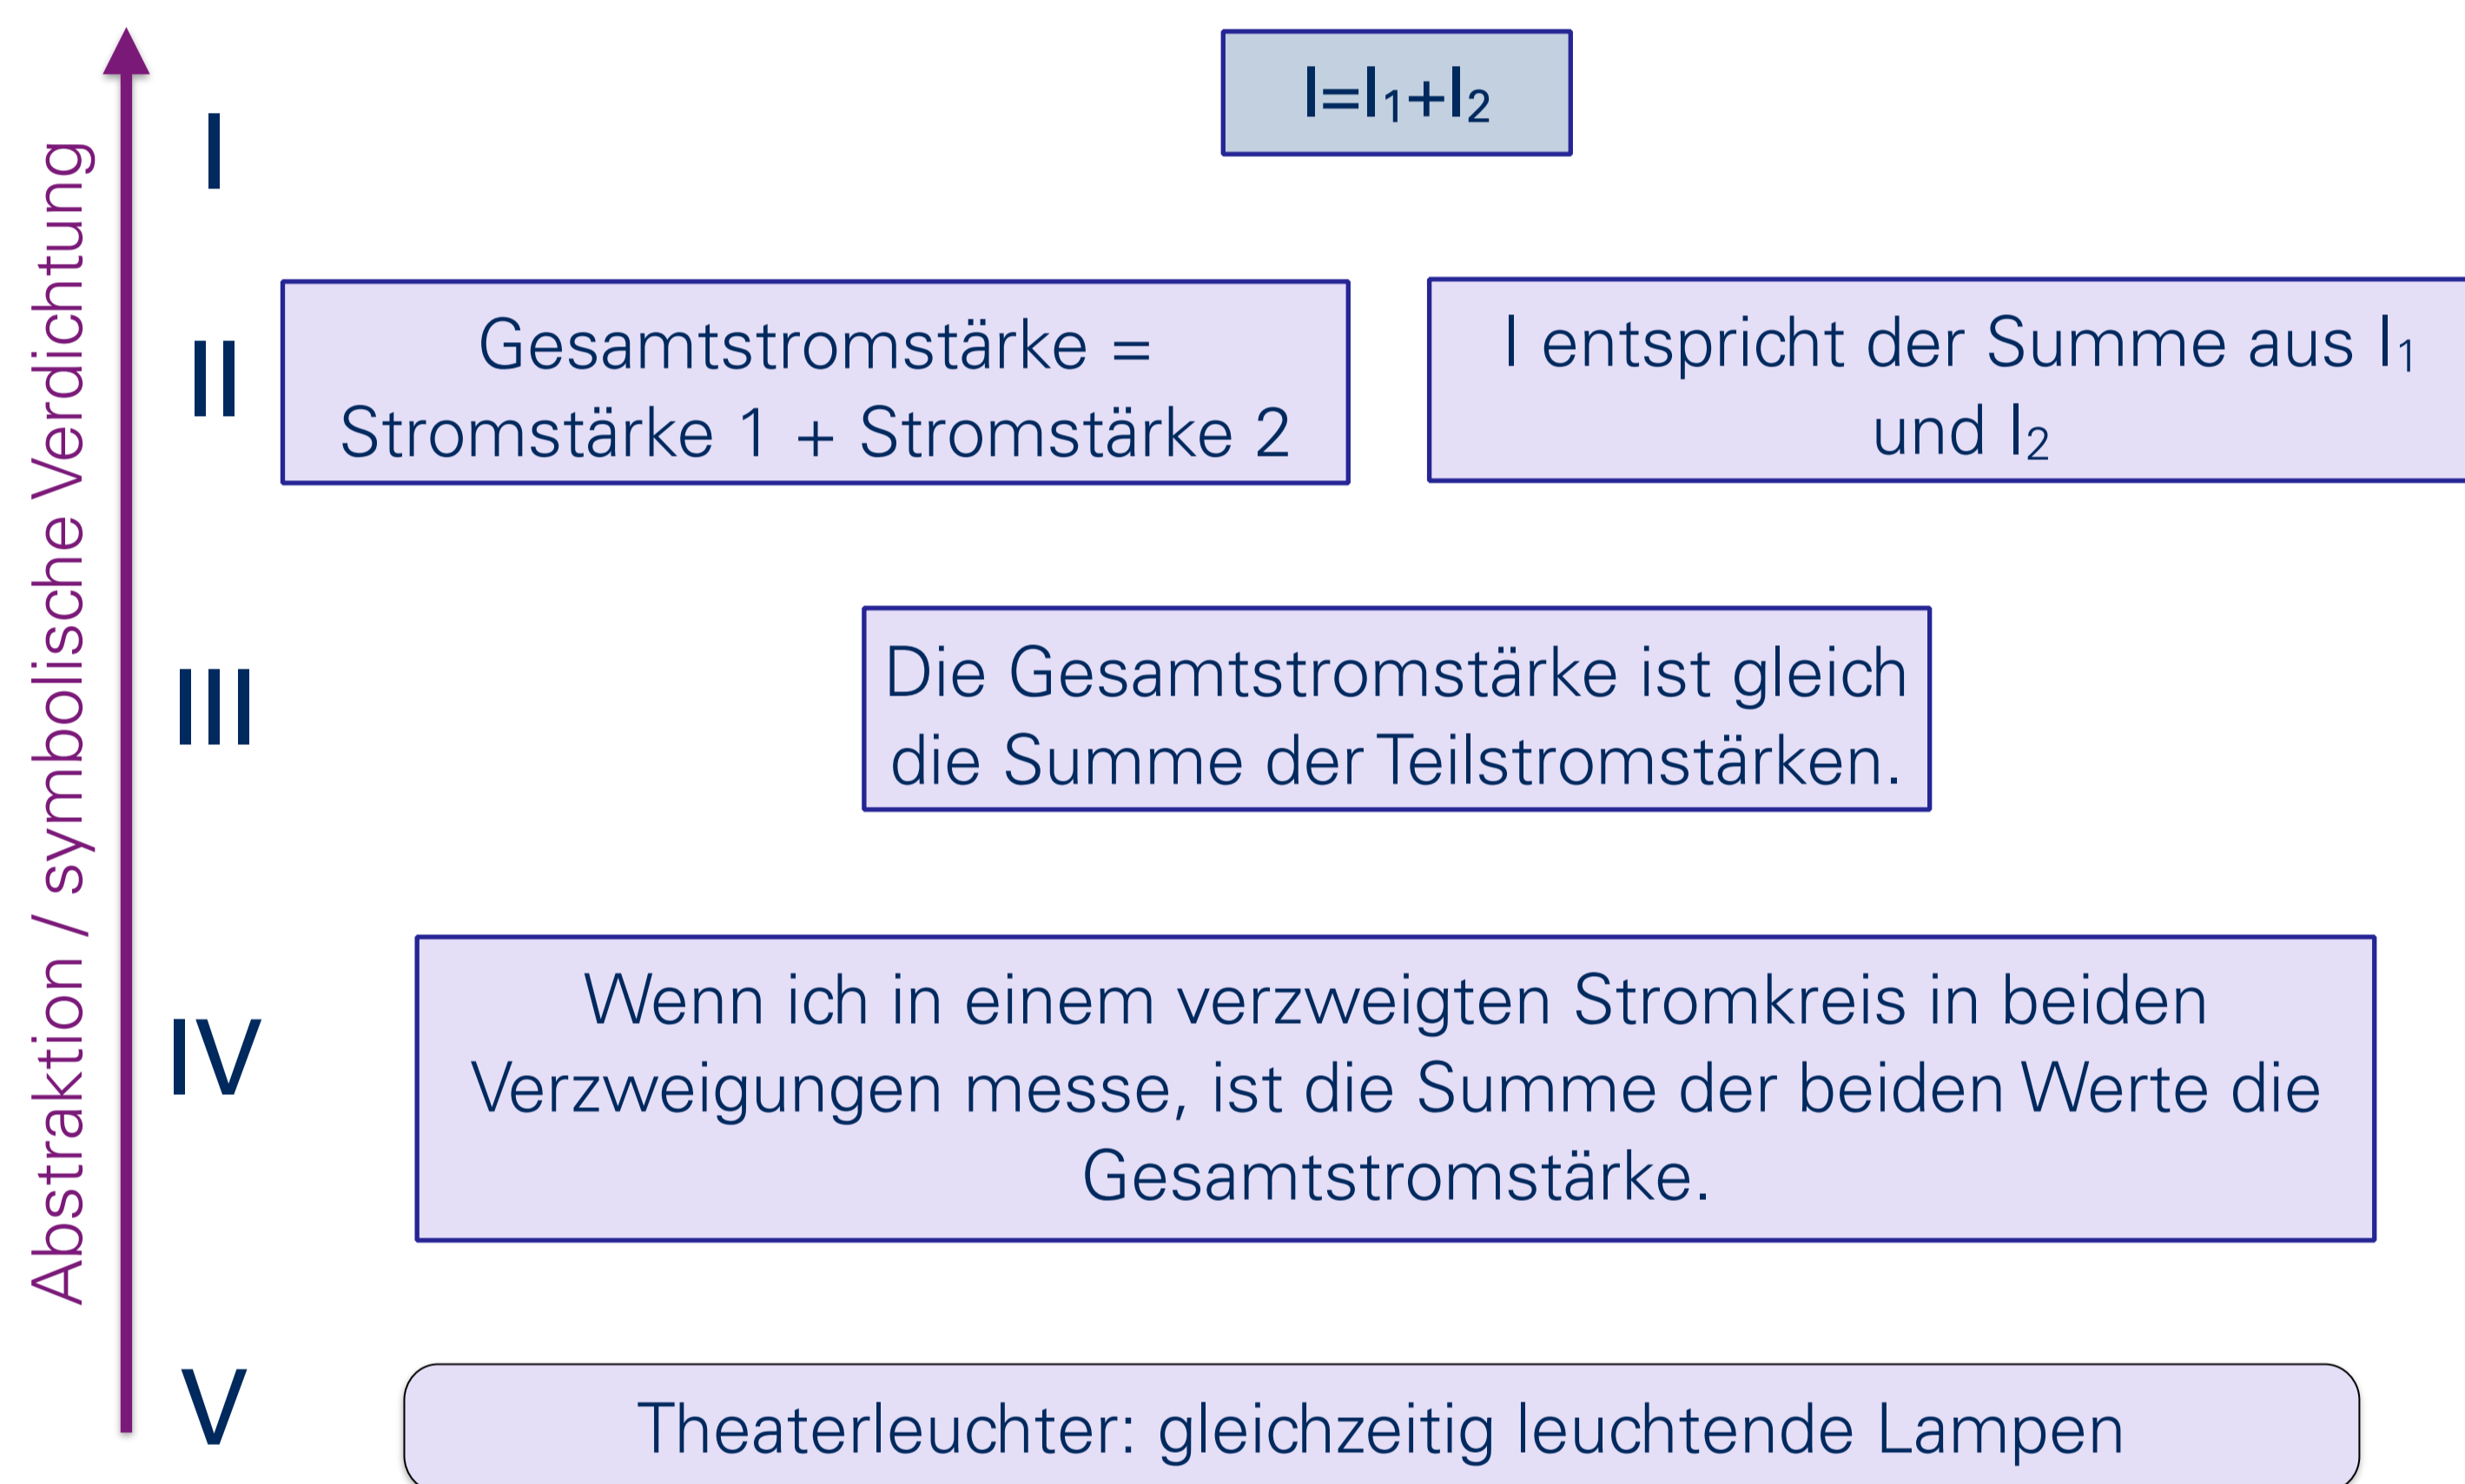 Abstraktion / symbolische Verdichtung
I
I=I₁+I₂
II
Gesamtstromstärke =
Stromstärke 1 + Stromstärke 2
I entspricht der Summe aus I₁
und I₂
III
Die Gesamtstromstärke ist gleich
die Summe der Teilstromstärken.
IV
Wenn ich in einem verzweigten Stromkreis in beiden
Verzweigungen messe, ist die Summe der beiden Werte die
Gesamtstromstärke.
V
Theaterleuchter: gleichzeitig leuchtende Lampen